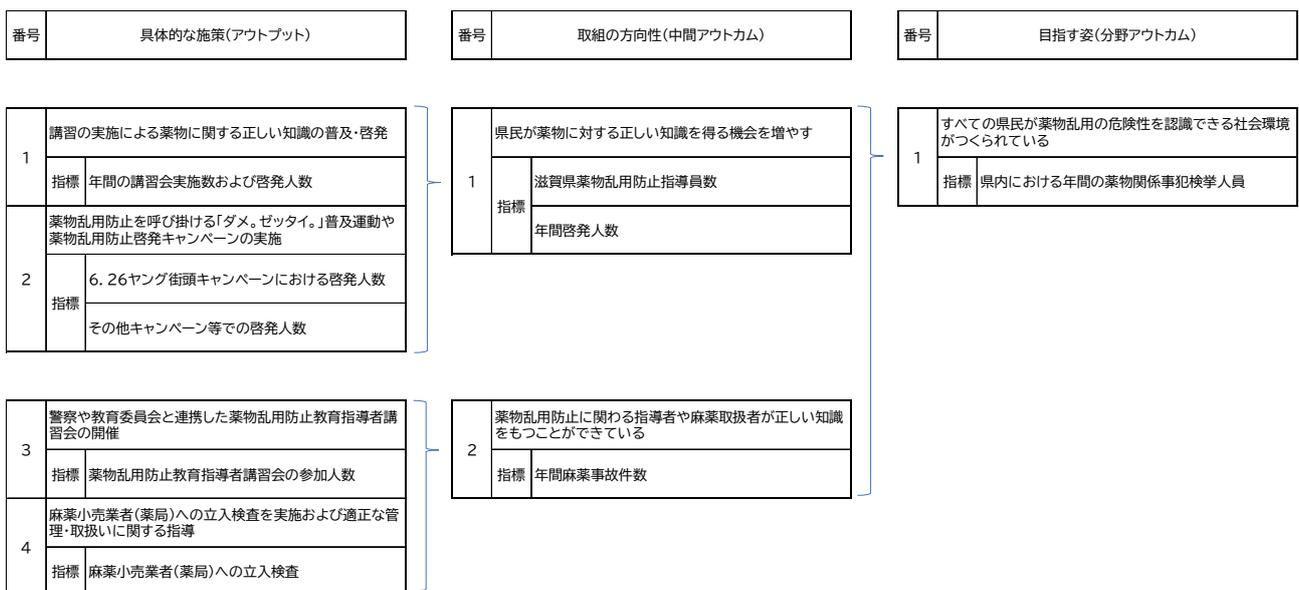 番号
具体的な施策(アウトプット)
番号
取組の方向性(中間アウトカム)
番号
目指す姿(分野アウトカム)
1
講習の実施による薬物に関する正しい知識の普及・啓発
指標
年間の講習会実施数および啓発人数
2
薬物乱用防止を呼び掛ける「ダメ。ゼッタイ。」普及運動や
薬物乱用防止啓発キャンペーンの実施
指標
6.26ヤング街頭キャンペーンにおける啓発人数
その他キャンペーン等での啓発人数
3
警察や教育委員会と連携した薬物乱用防止教育指導者講
習会の開催
指標
薬物乱用防止教育指導者講習会の参加人数
4
麻薬小売業者(薬局)への立入検査を実施および適正な管
理・取扱いに関する指導
指標
麻薬小売業者(薬局)への立入検査
1
県民が薬物に対する正しい知識を得る機会を増やす
指標
滋賀県薬物乱用防止指導員数
年間啓発人数
2
薬物乱用防止に関わる指導者や麻薬取扱者が正しい知識
をもつことができている
指標
年間麻薬事故件数
1
すべての県民が薬物乱用の危険性を認識できる社会環境
がつくられている
指標
県内における年間の薬物関係事犯検挙人員